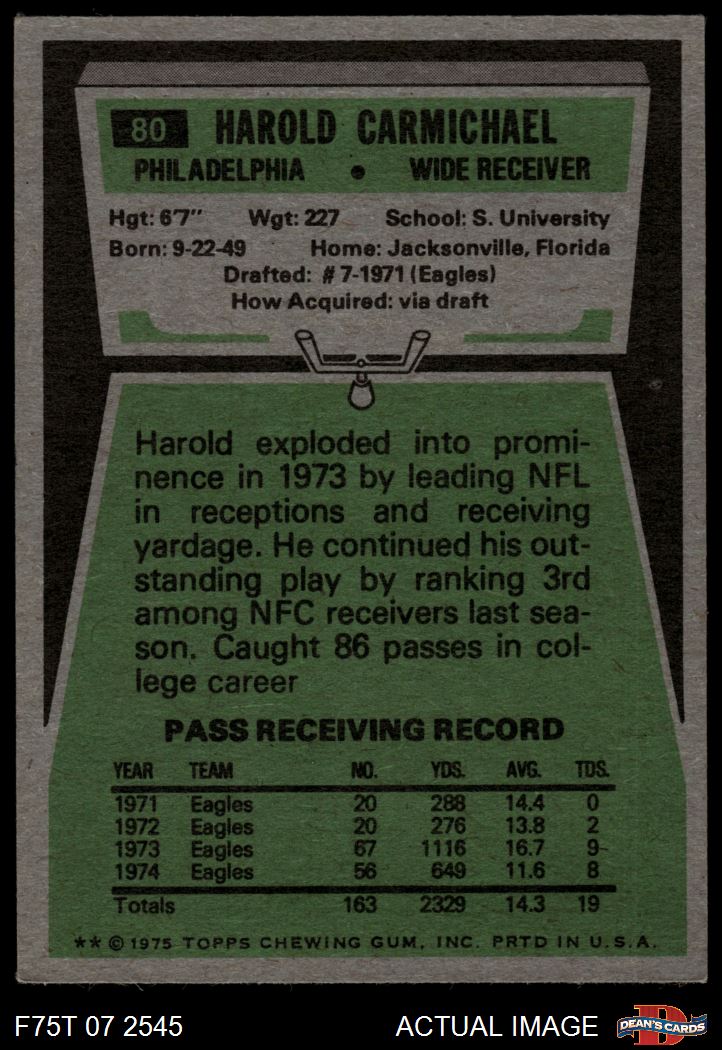 80 HAROLD CARMICHAEL
PHILADELPHIA • WIDE RECEIVER
Hgt: 6'7" Wgt: 227 School: S. University
Born: 9-22-49 Home: Jacksonville, Florida
Drafted: # 7-1971 (Eagles)
How Acquired: via draft
Harold exploded into promi-
nence in 1973 by leading NFL
in receptions and receiving
yardage. He continued his out-
standing play by ranking 3rd
among NFC receivers last sea-
son. Caught 86 passes in col-
lege career
PASS RECEIVING RECORD
YEAR TEAM NO. YDS. AVG. TDS.
1971 Eagles 20 288 14.4 0
1972 Eagles 20 276 13.8 2
1973 Eagles 67 1116 16.7 9
1974 Eagles 56 649 11.6 8
Totals 163 2329 14.3 19
** © 1975 TOPPS CHEWING GUM, INC. PRTD IN U.S.A.
F75T 07 2545 ACTUAL IMAGE D DEAN'S CARDS